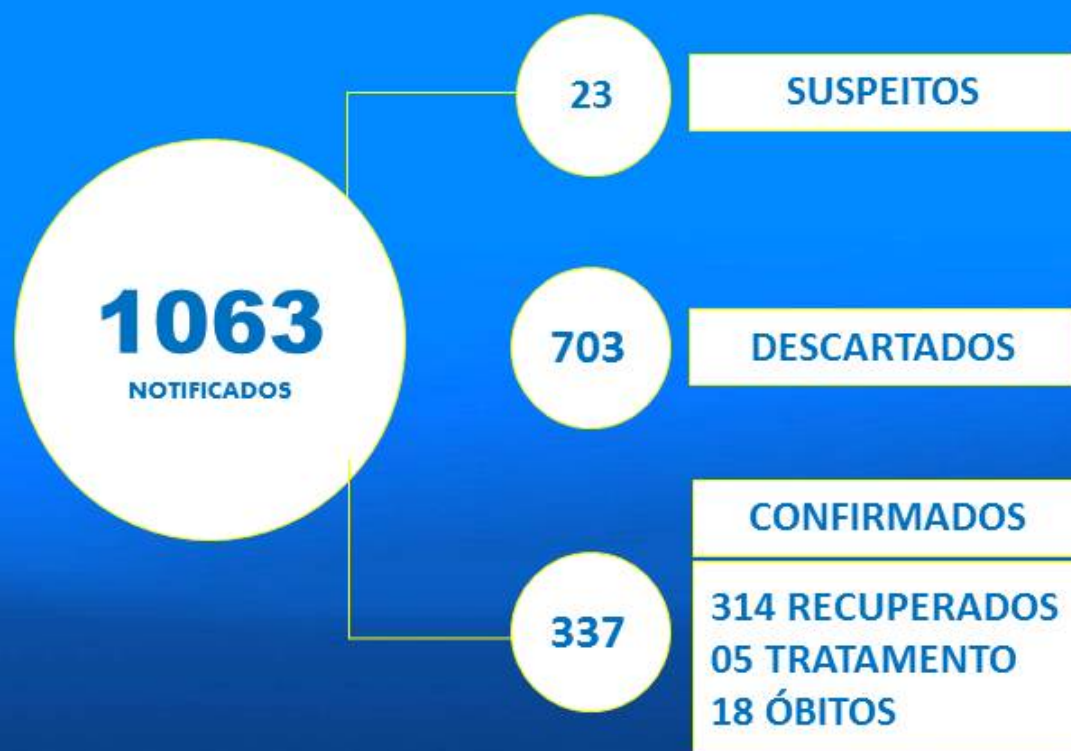 1063
NOTIFICADOS
23
SUSPEITOS
703
DESCARTADOS
337
CONFIRMADOS
314 RECUPERADOS
05 TRATAMENTO
18 ÓBITOS